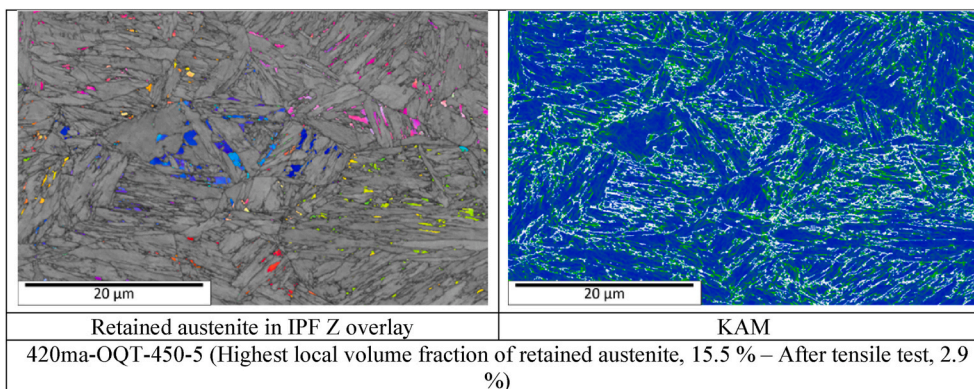 20 µm
20 µm
Retained austenite in IPF Z overlay
KAM
420ma-OQT-450-5 (Highest local volume fraction of retained austenite, 15.5 % – After tensile test, 2.9
%)